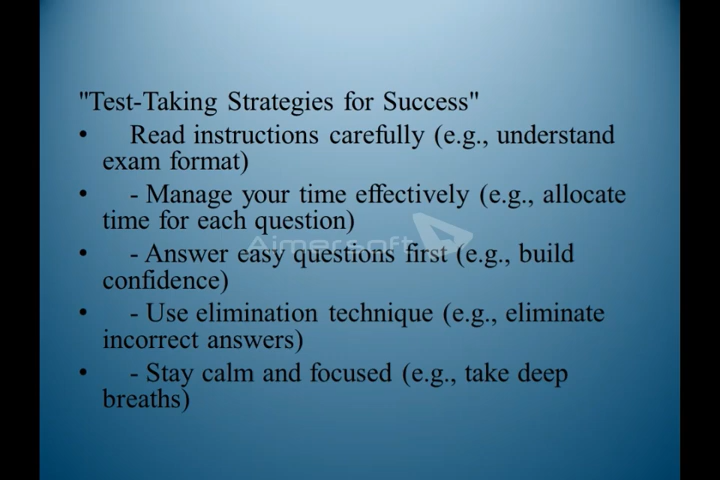 "Test-Taking Strategies for Success"
• Read instructions carefully (e.g., understand
exam format)
• - Manage your time effectively (e.g., allocate
time for each question)
Aimersoft
• - Answer easy questions first (e.g., build
confidence)
• - Use elimination technique (e.g., eliminate
incorrect answers)
• - Stay calm and focused (e.g., take deep
breaths)